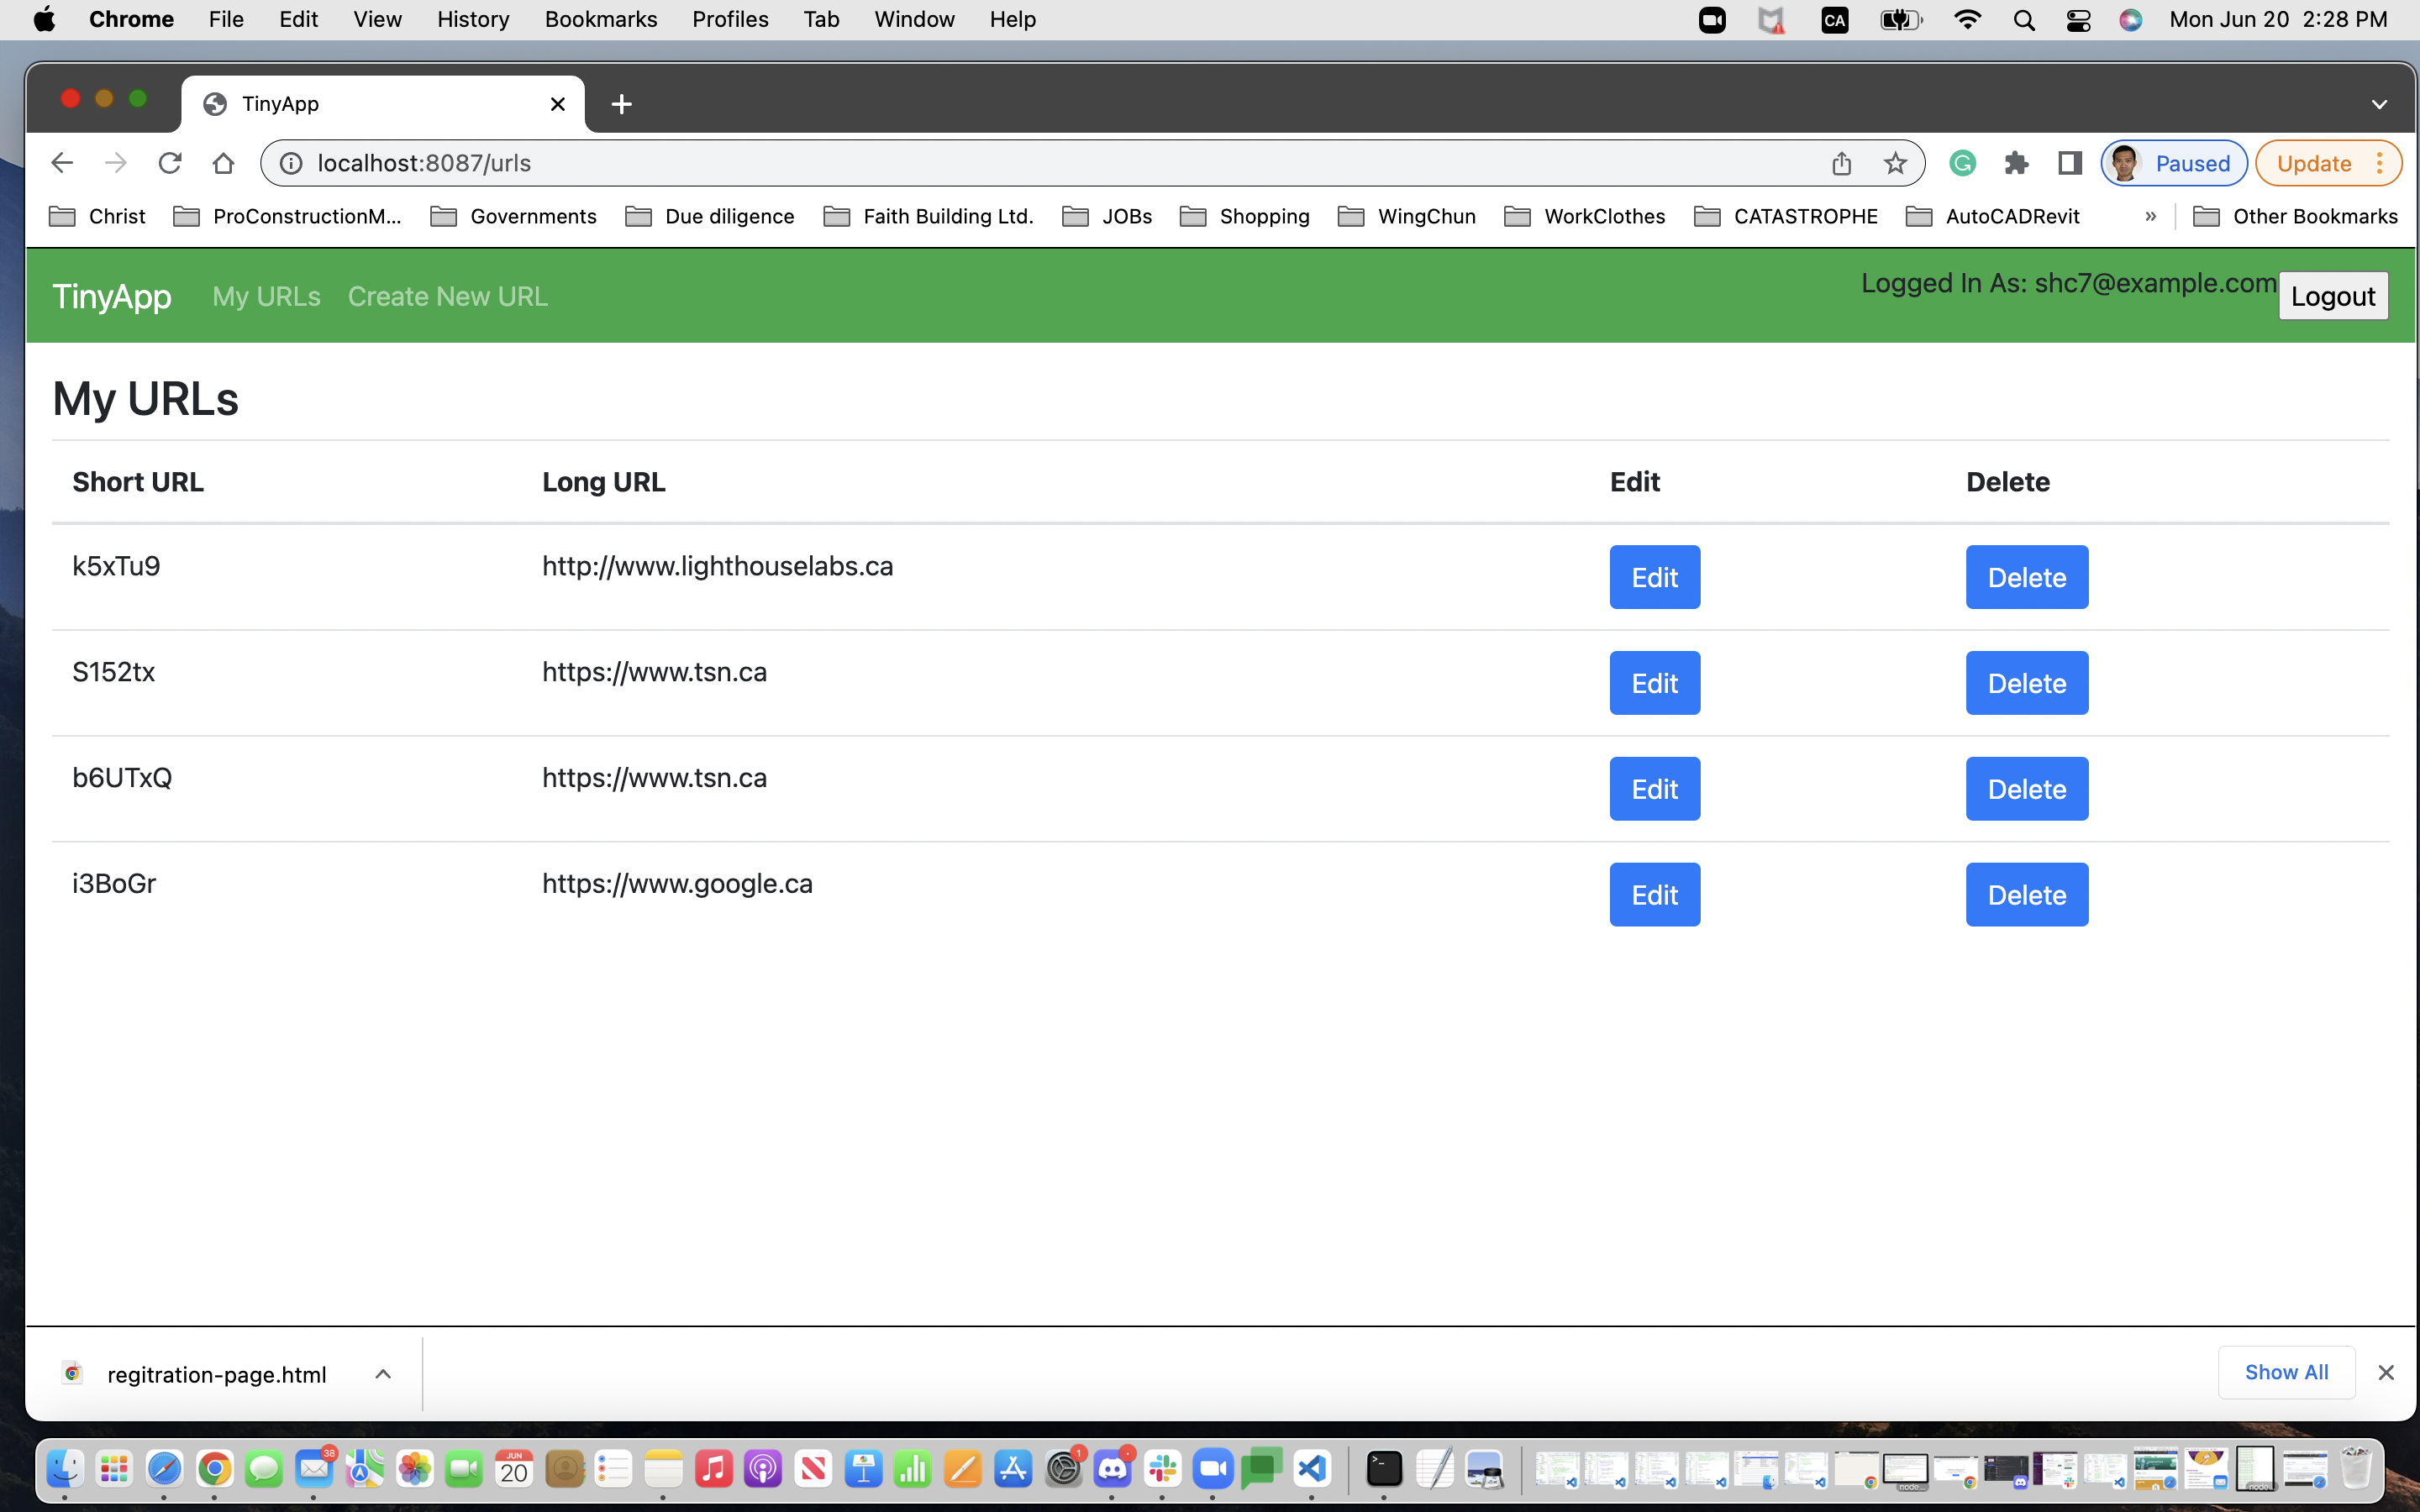 Chrome File Edit View History Bookmarks Profiles Tab Window Help CA Mon Jun 20 2:28 PM
TinyApp
localhost:8087/urls Paused Update
Christ ProConstructionM... Governments Due diligence Faith Building Ltd. JOBs Shopping WingChun WorkClothes CATASTROPHE AutoCADRevit » Other Bookmarks
TinyApp My URLs Create New URL Logged In As: shc7@example.com Logout
My URLs
Short URL Long URL Edit Delete
k5xTu9 http://www.lighthouselabs.ca Edit Delete
S152tx https://www.tsn.ca Edit Delete
b6UTxQ https://www.tsn.ca Edit Delete
i3BoGr https://www.google.ca Edit Delete
regitration-page.html Show All
38 JUN 20 1